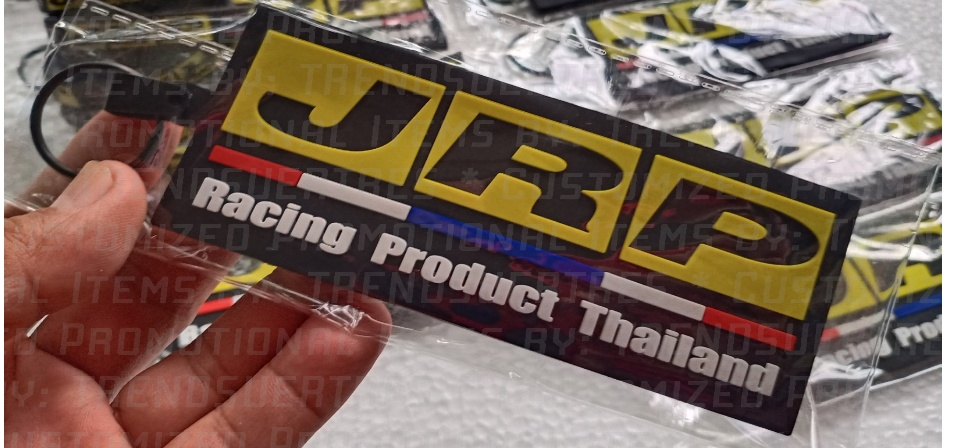 JRP
Racing Product Thailand